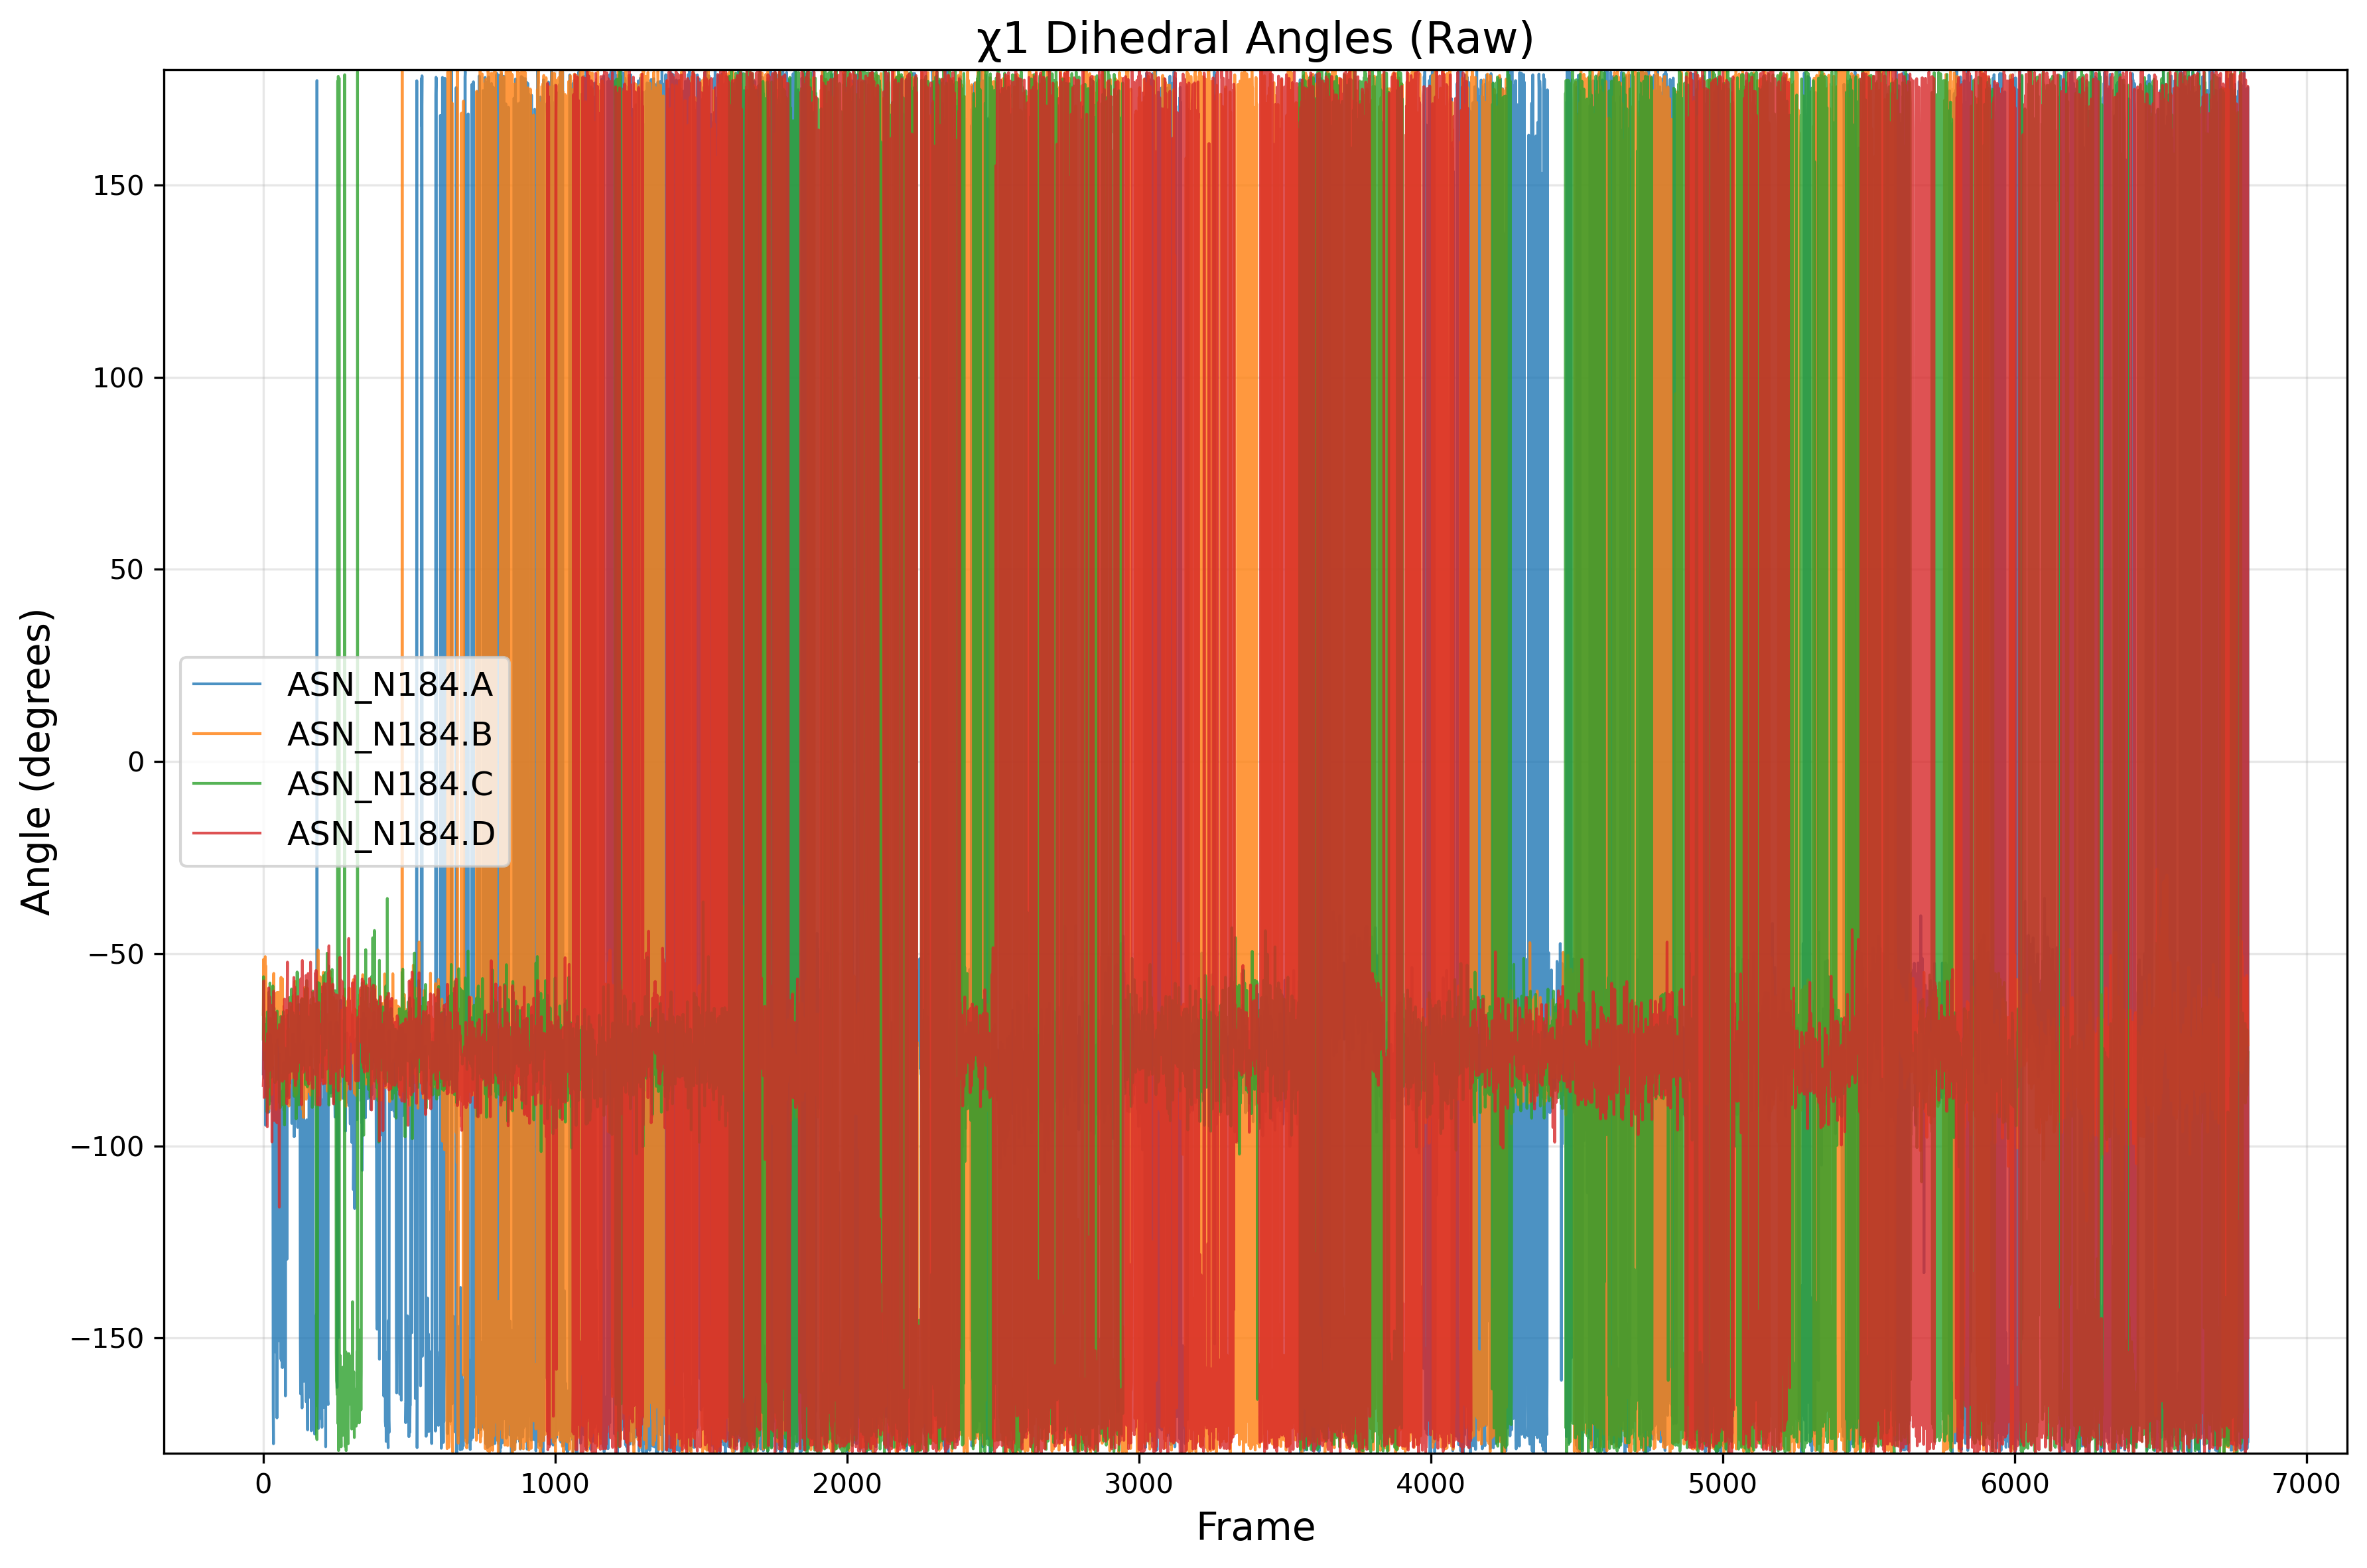 χ1 Dihedral Angles (Raw)
Angle (degrees)
150
100
50
0
−50
−100
−150
ASN_N184.A
ASN_N184.B
ASN_N184.C
ASN_N184.D
0 1000 2000 3000 4000 5000 6000 7000
Frame